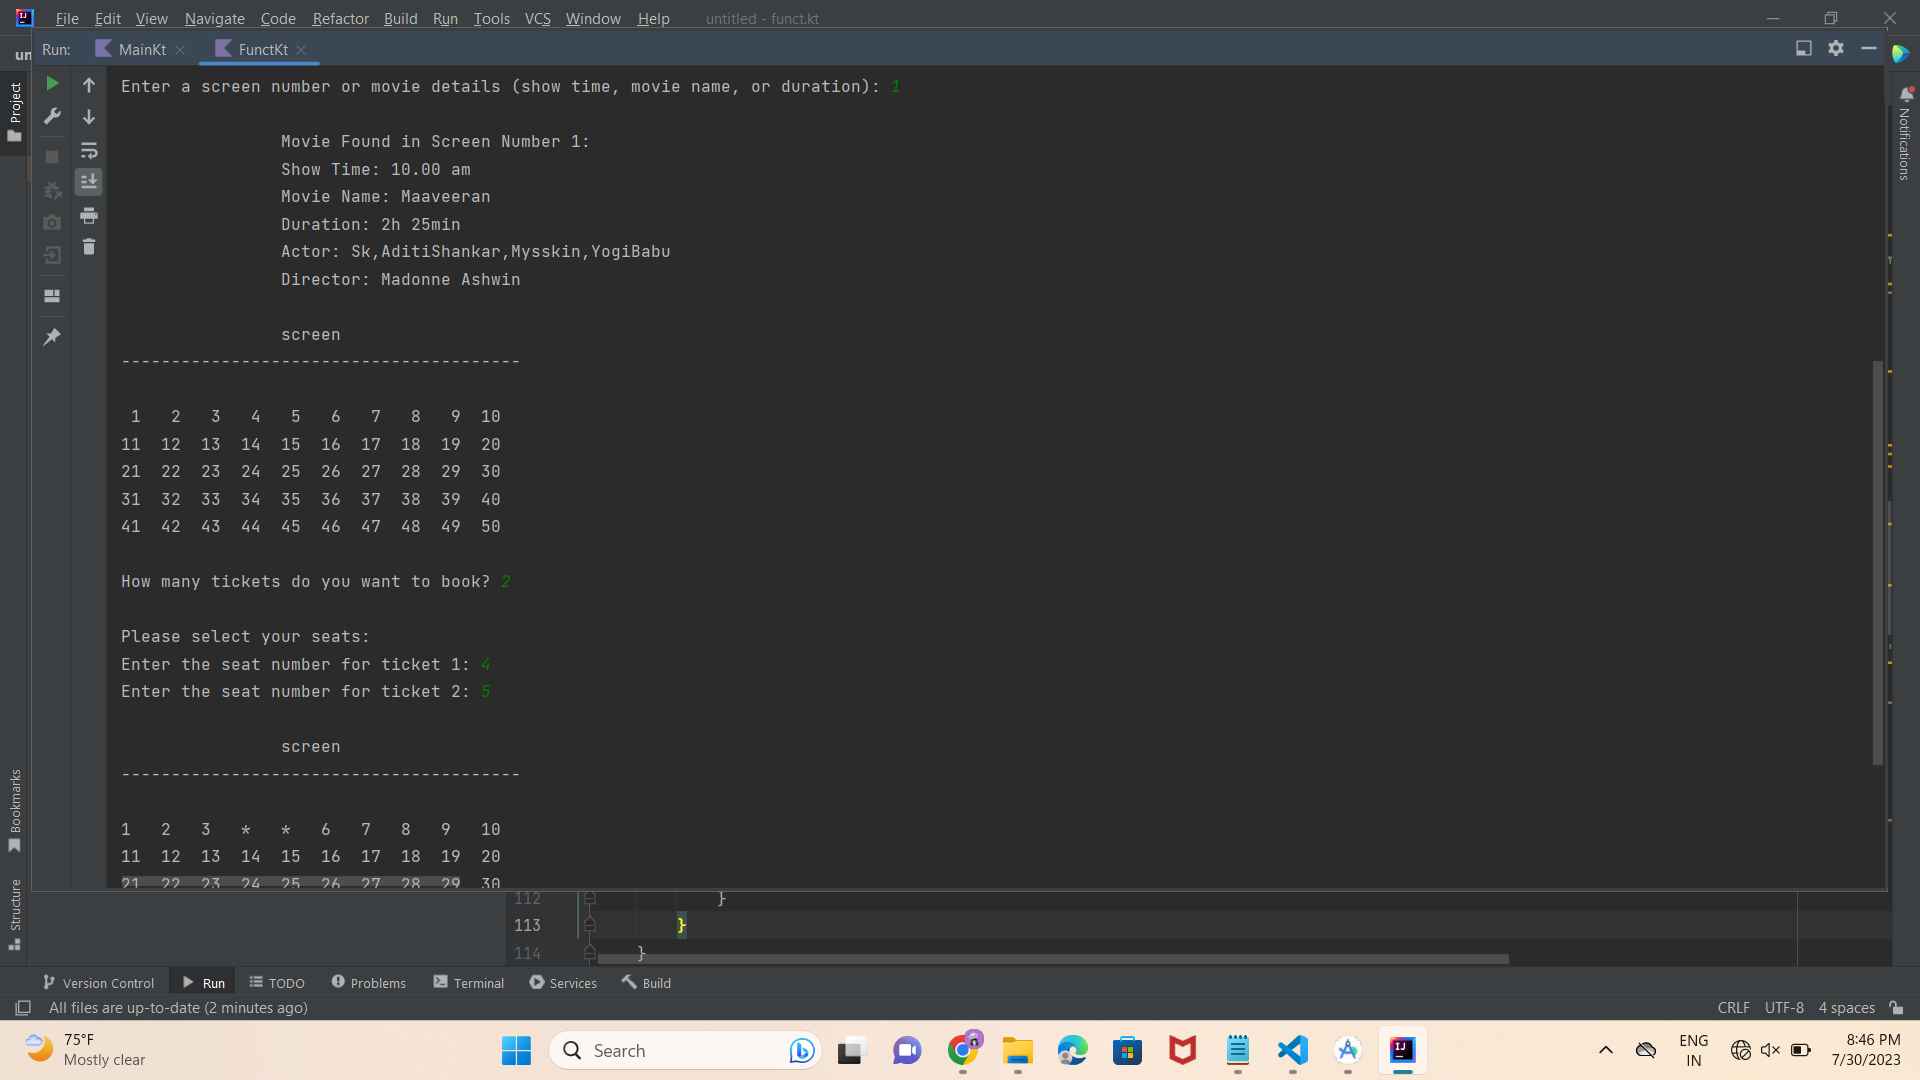 File Edit View Navigate Code Refactor Build Run Tools VCS Window Help untitled - funct.kt
un
Run: MainKt FunctKt
Project
Notifications
Enter a screen number or movie details (show time, movie name, or duration): 1
Movie Found in Screen Number 1:
Show Time: 10.00 am
Movie Name: Maaveeran
Duration: 2h 25min
Actor: Sk,AditiShankar,Mysskin,YogiBabu
Director: Madonne Ashwin
screen
----------------------------------------
1 2 3 4 5 6 7 8 9 10
11 12 13 14 15 16 17 18 19 20
21 22 23 24 25 26 27 28 29 30
31 32 33 34 35 36 37 38 39 40
41 42 43 44 45 46 47 48 49 50
How many tickets do you want to book? 2
Please select your seats:
Enter the seat number for ticket 1: 4
Enter the seat number for ticket 2: 5
screen
----------------------------------------
1 2 3 * * 6 7 8 9 10
11 12 13 14 15 16 17 18 19 20
21 22 23 24 25 26 27 28 29 30
Bookmarks
Structure
112 }
113 }
114 }
Version Control Run TODO Problems Terminal Services Build
All files are up-to-date (2 minutes ago) CRLF UTF-8 4 spaces
75°F
Mostly clear
Search
ENG
IN
8:46 PM
7/30/2023